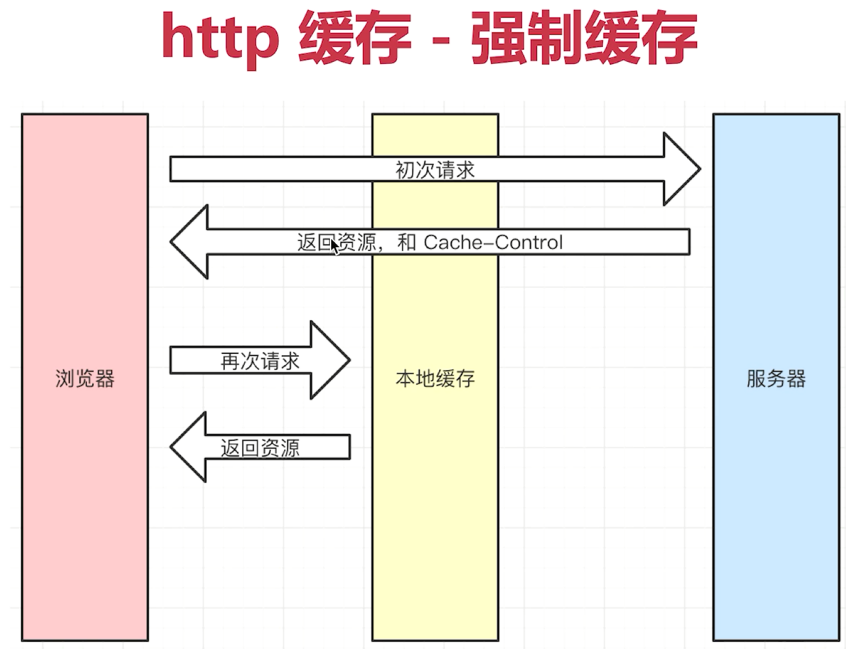 http 缓存 - 强制缓存
初次请求
返回资源，和 Cache-Control
再次请求
浏览器
本地缓存
服务器
返回资源